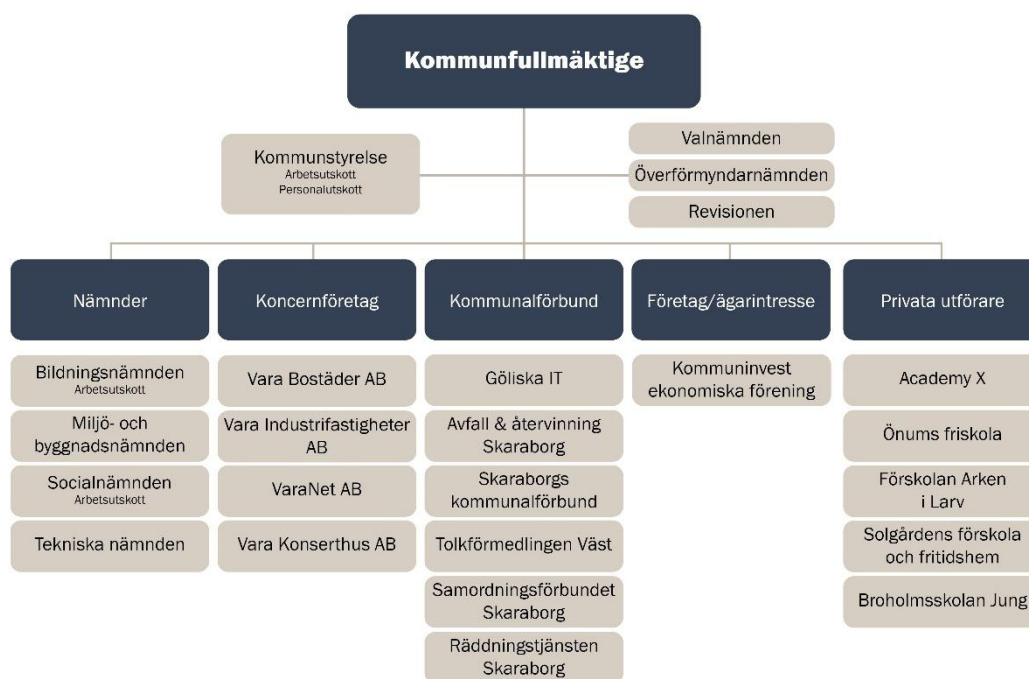 Kommunfullmäktige
Kommunstyrelse
Arbetsutskott
Personalutskott
Valnämnden
Överförmyndarnämnden
Revisionen
Nämnder
Bildningsnämnden
Arbetsutskott
Miljö- och
byggnadsnämnden
Socialnämnden
Arbetsutskott
Tekniska nämnden
Koncernföretag
Vara Bostäder AB
Vara Industrifastigheter
AB
VaraNet AB
Vara Konserthus AB
Kommunalförbund
Göliska IT
Avfall & återvinning
Skaraborg
Skaraborgs
kommunalförbund
Tolkförmedlingen Väst
Samordningsförbundet
Skaraborg
Räddningstjänsten
Skaraborg
Företag/ägarintresse
Kommuninvest
ekonomiska förening
Privata utförare
Academy X
Önums friskola
Förskolan Arken
i Larv
Solgårdens förskola
och fritidshem
Broholmsskolan Jung